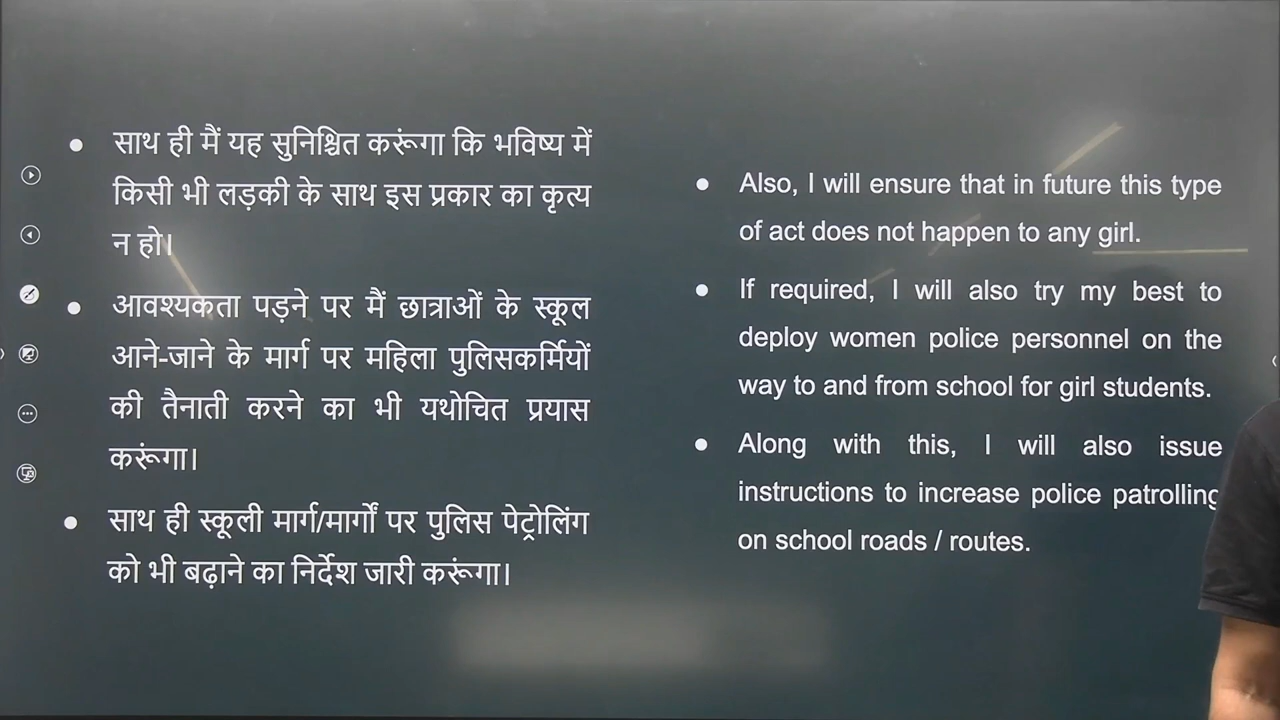 • साथ ही मैं यह सुनिश्चित करूंगा कि भविष्य में
किसी भी लड़की के साथ इस प्रकार का कृत्य
न हो।
• आवश्यकता पड़ने पर मैं छात्राओं के स्कूल
आने-जाने के मार्ग पर महिला पुलिसकर्मियों
की तैनाती करने का भी यथोचित प्रयास
करूंगा।
• साथ ही स्कूली मार्ग/मार्गों पर पुलिस पेट्रोलिंग
को भी बढ़ाने का निर्देश जारी करूंगा।
• Also, I will ensure that in future this type
of act does not happen to any girl.
• If required, I will also try my best to
deploy women police personnel on the
way to and from school for girl students.
• Along with this, I will also issue
instructions to increase police patrolling
on school roads / routes.